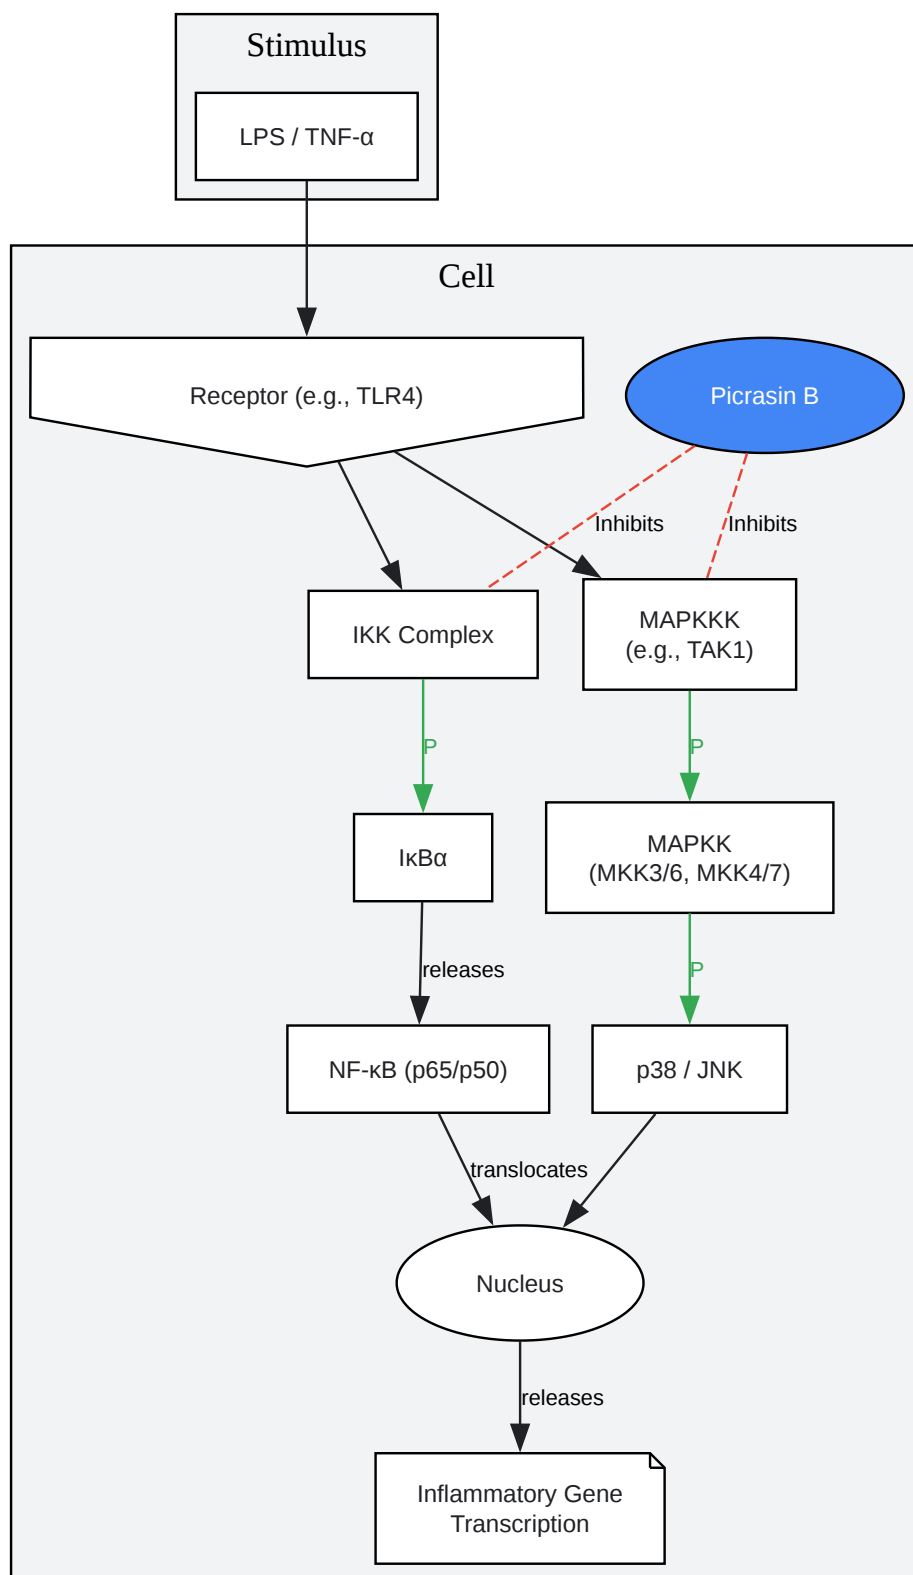 Stimulus
LPS / TNF-α
Cell
Receptor (e.g., TLR4)
Picrasin B
Inhibits
Inhibits
IKK Complex
MAPKKK
(e.g., TAK1)
P
P
IκBα
MAPKK
(MKK3/6, MKK4/7)
releases
P
NF-κB (p65/p50)
p38 / JNK
translocates
Nucleus
releases
Inflammatory Gene
Transcription